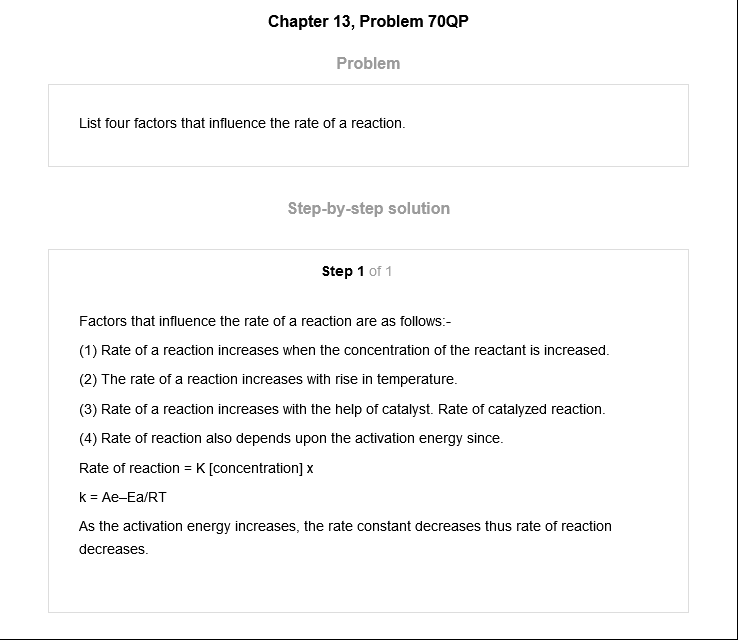 Chapter 13, Problem 70QP
Problem
List four factors that influence the rate of a reaction.
Step-by-step solution
Step 1 of 1
Factors that influence the rate of a reaction are as follows:-
(1) Rate of a reaction increases when the concentration of the reactant is increased.
(2) The rate of a reaction increases with rise in temperature.
(3) Rate of a reaction increases with the help of catalyst. Rate of catalyzed reaction.
(4) Rate of reaction also depends upon the activation energy since.
Rate of reaction = K [concentration] x
k = Ae–Ea/RT
As the activation energy increases, the rate constant decreases thus rate of reaction
decreases.